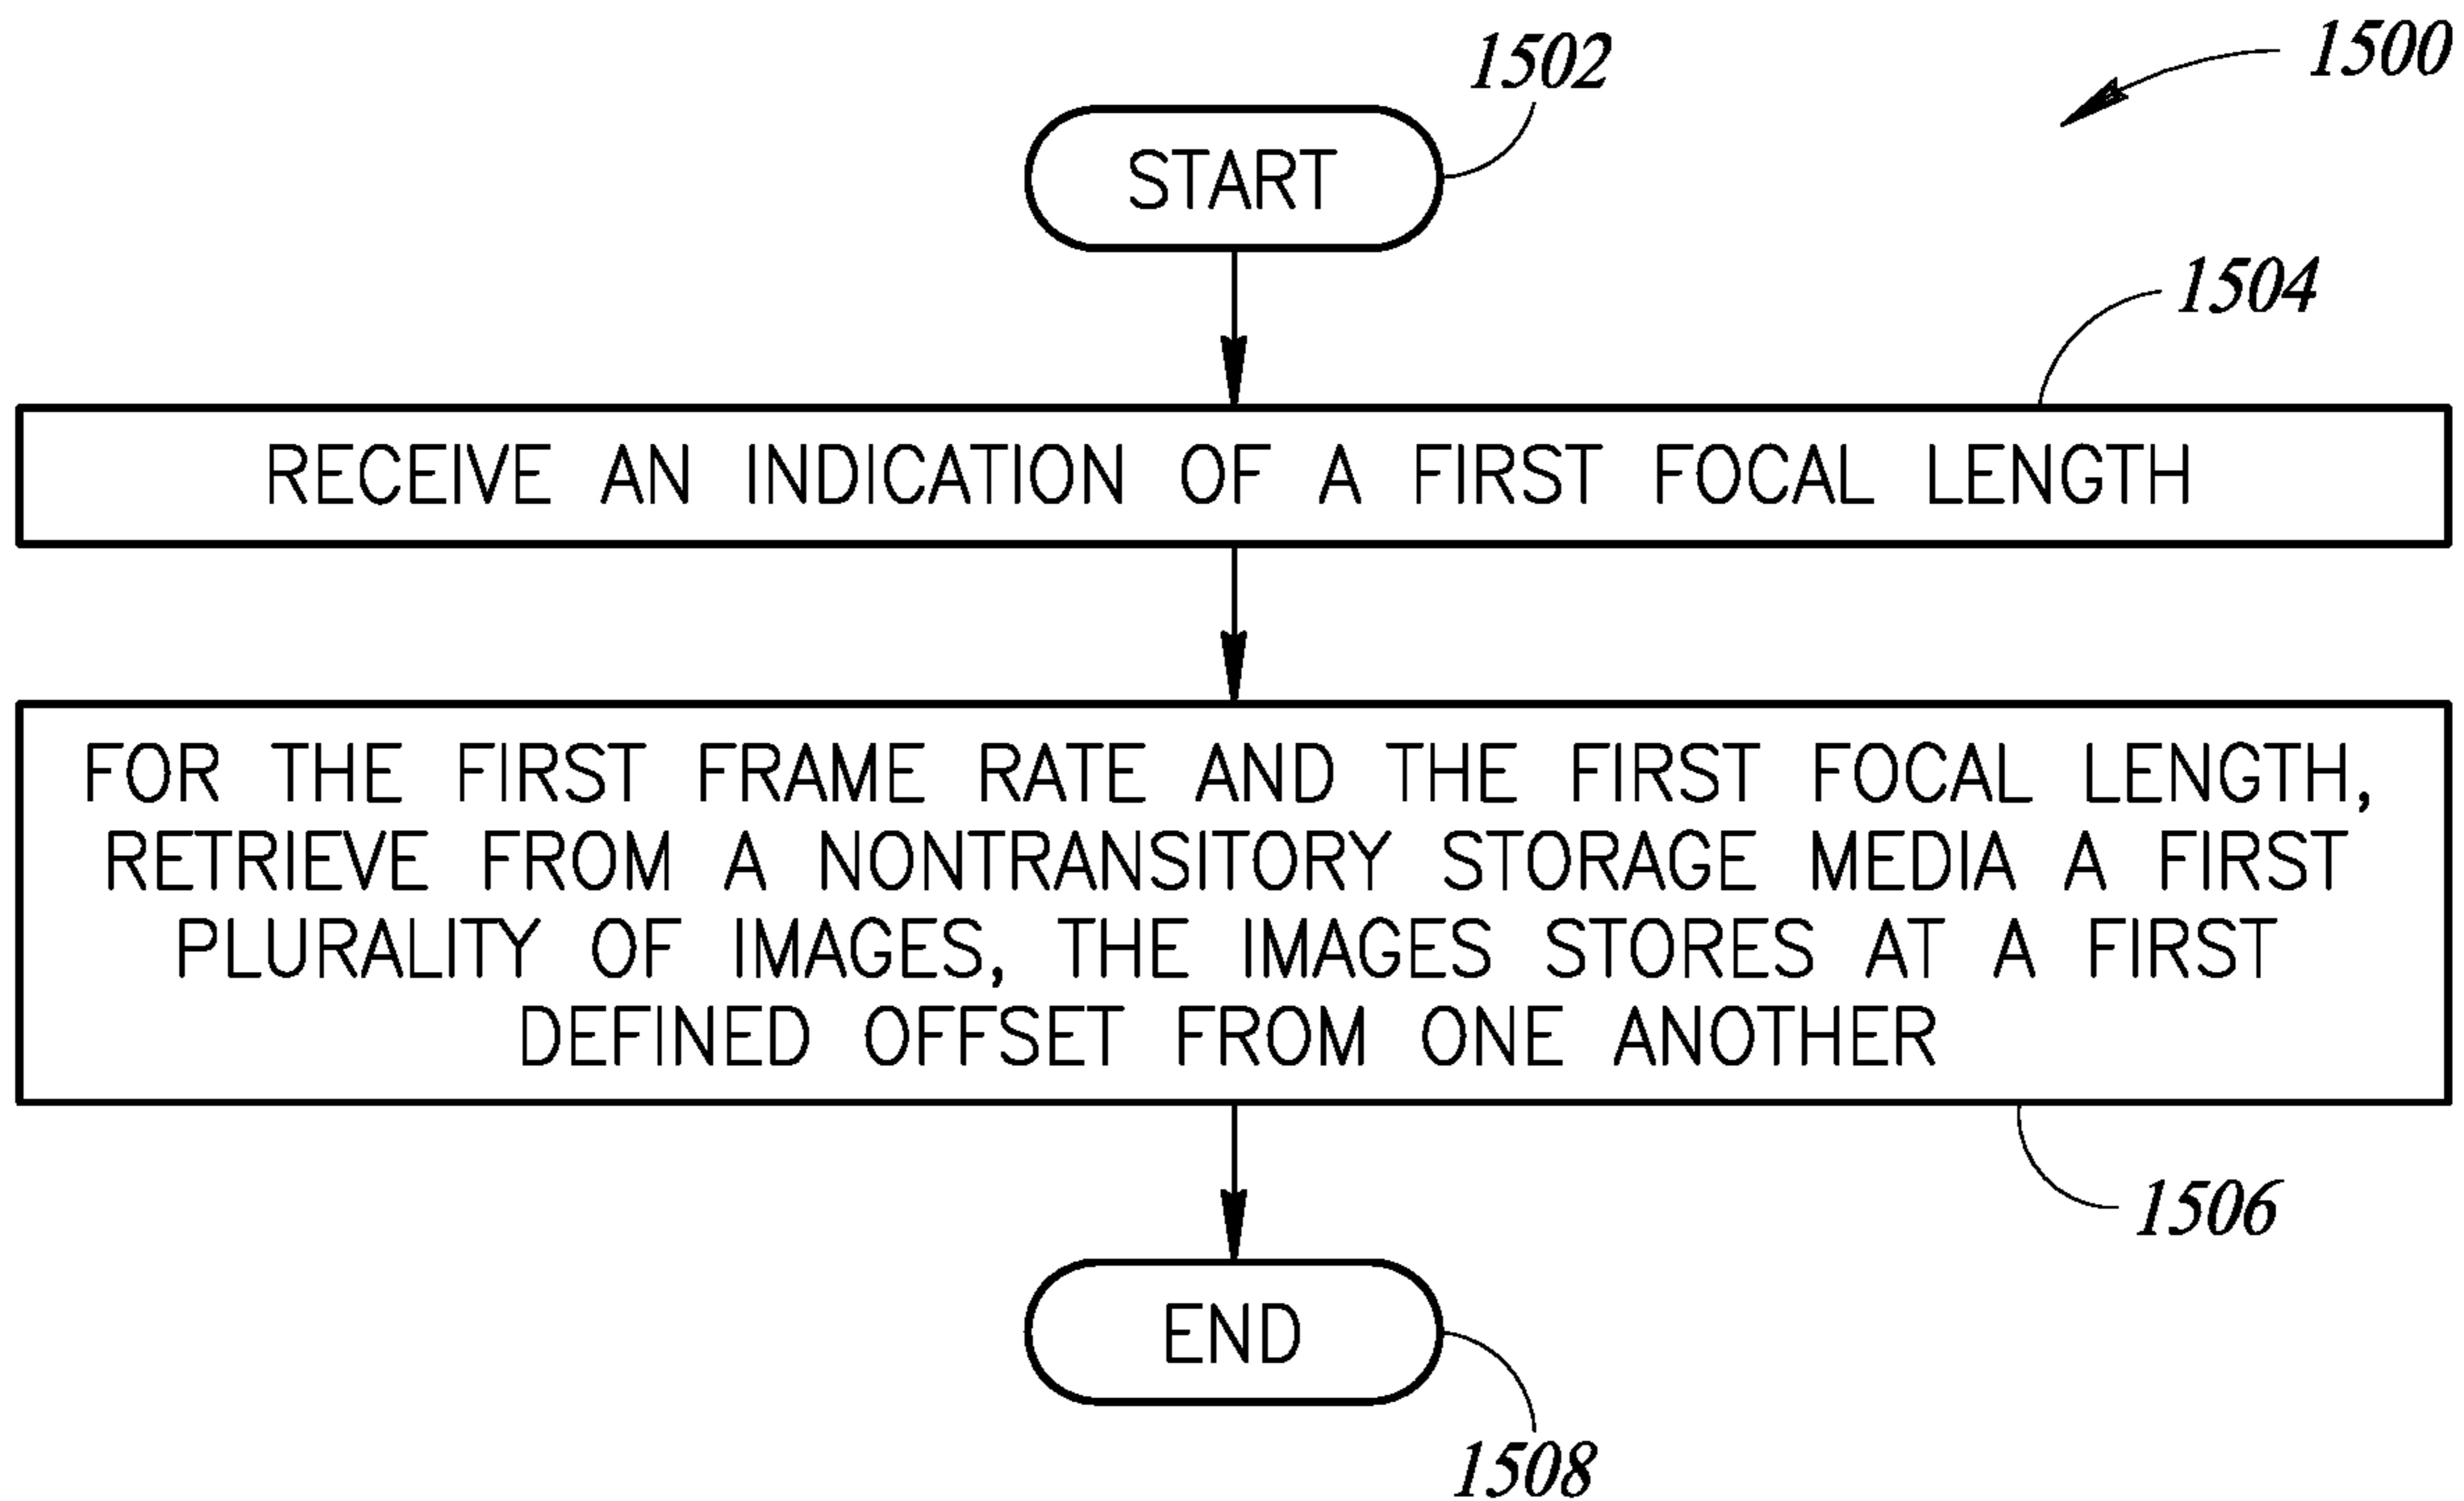 1500
1502
START
1504
RECEIVE AN INDICATION OF A FIRST FOCAL LENGTH
FOR THE FIRST FRAME RATE AND THE FIRST FOCAL LENGTH,
RETRIEVE FROM A NONTRANSITORY STORAGE MEDIA A FIRST
PLURALITY OF IMAGES, THE IMAGES STORES AT A FIRST
DEFINED OFFSET FROM ONE ANOTHER
1506
END
1508